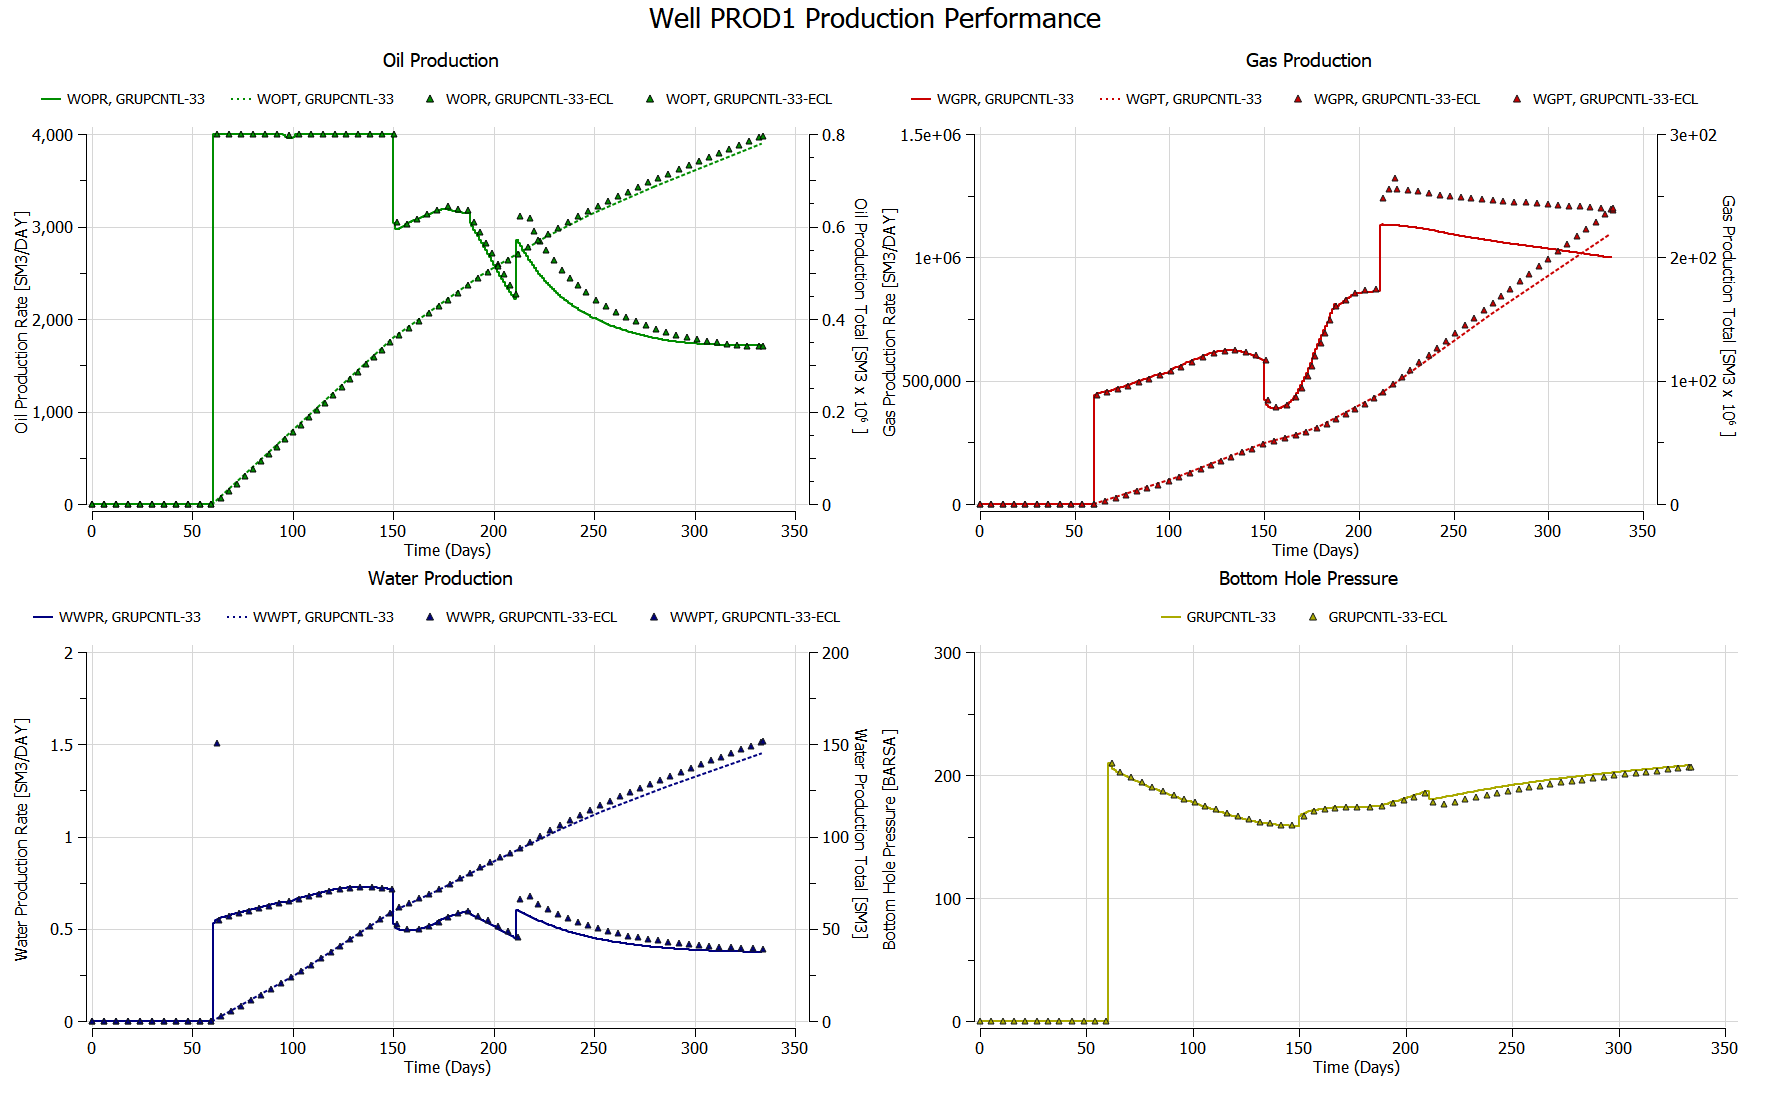 Well PROD1 Production Performance
Oil Production
WOPR, GRUPCNTL-33 WOPT, GRUPCNTL-33 WOPR, GRUPCNTL-33-ECL WOPT, GRUPCNTL-33-ECL
Oil Production Rate [SM3/DAY]
4,000
3,000
2,000
1,000
0
0.8
0.6
0.4
0.2
0
Oil Production Total [SM3 x 10⁶ ]
0 50 100 150 200 250 300 350
Time (Days)
Gas Production
WGPR, GRUPCNTL-33 WGPT, GRUPCNTL-33 WGPR, GRUPCNTL-33-ECL WGPT, GRUPCNTL-33-ECL
Gas Production Rate [SM3/DAY]
1.5e+06
1e+06
500,000
0
3e+02
2e+02
1e+02
0
Gas Production Total [SM3 x 10⁶ ]
0 50 100 150 200 250 300 350
Time (Days)
Water Production
WWPR, GRUPCNTL-33 WWPT, GRUPCNTL-33 WWPR, GRUPCNTL-33-ECL WWPT, GRUPCNTL-33-ECL
Water Production Rate [SM3/DAY]
2
1.5
1
0.5
0
200
150
100
50
0
Water Production Total [SM3]
0 50 100 150 200 250 300 350
Time (Days)
Bottom Hole Pressure
GRUPCNTL-33 GRUPCNTL-33-ECL
Bottom Hole Pressure [BARSA]
300
200
100
0
0 50 100 150 200 250 300 350
Time (Days)